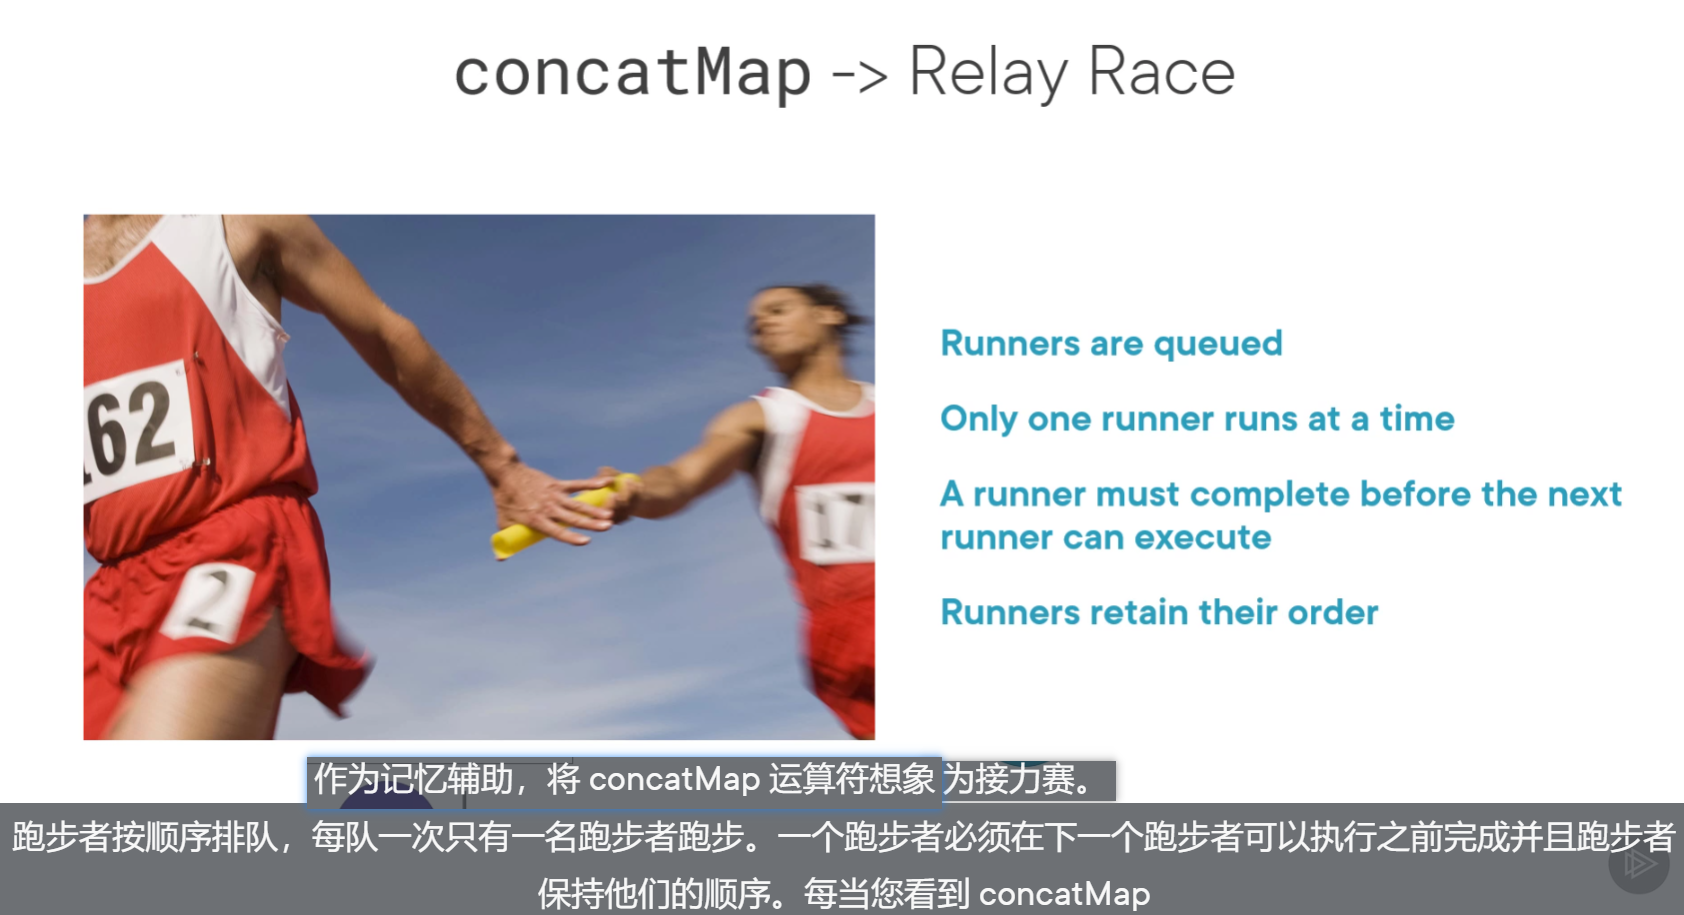 concatMap -> Relay Race
62
2
17
Runners are queued
Only one runner runs at a time
A runner must complete before the next
runner can execute
Runners retain their order
作为记忆辅助，将 concatMap 运算符想象 为接力赛。
跑步者按顺序排队，每队一次只有一名跑步者跑步。一个跑步者必须在下一个跑步者可以执行之前完成并且跑步者
保持他们的顺序。每当您看到 concatMap